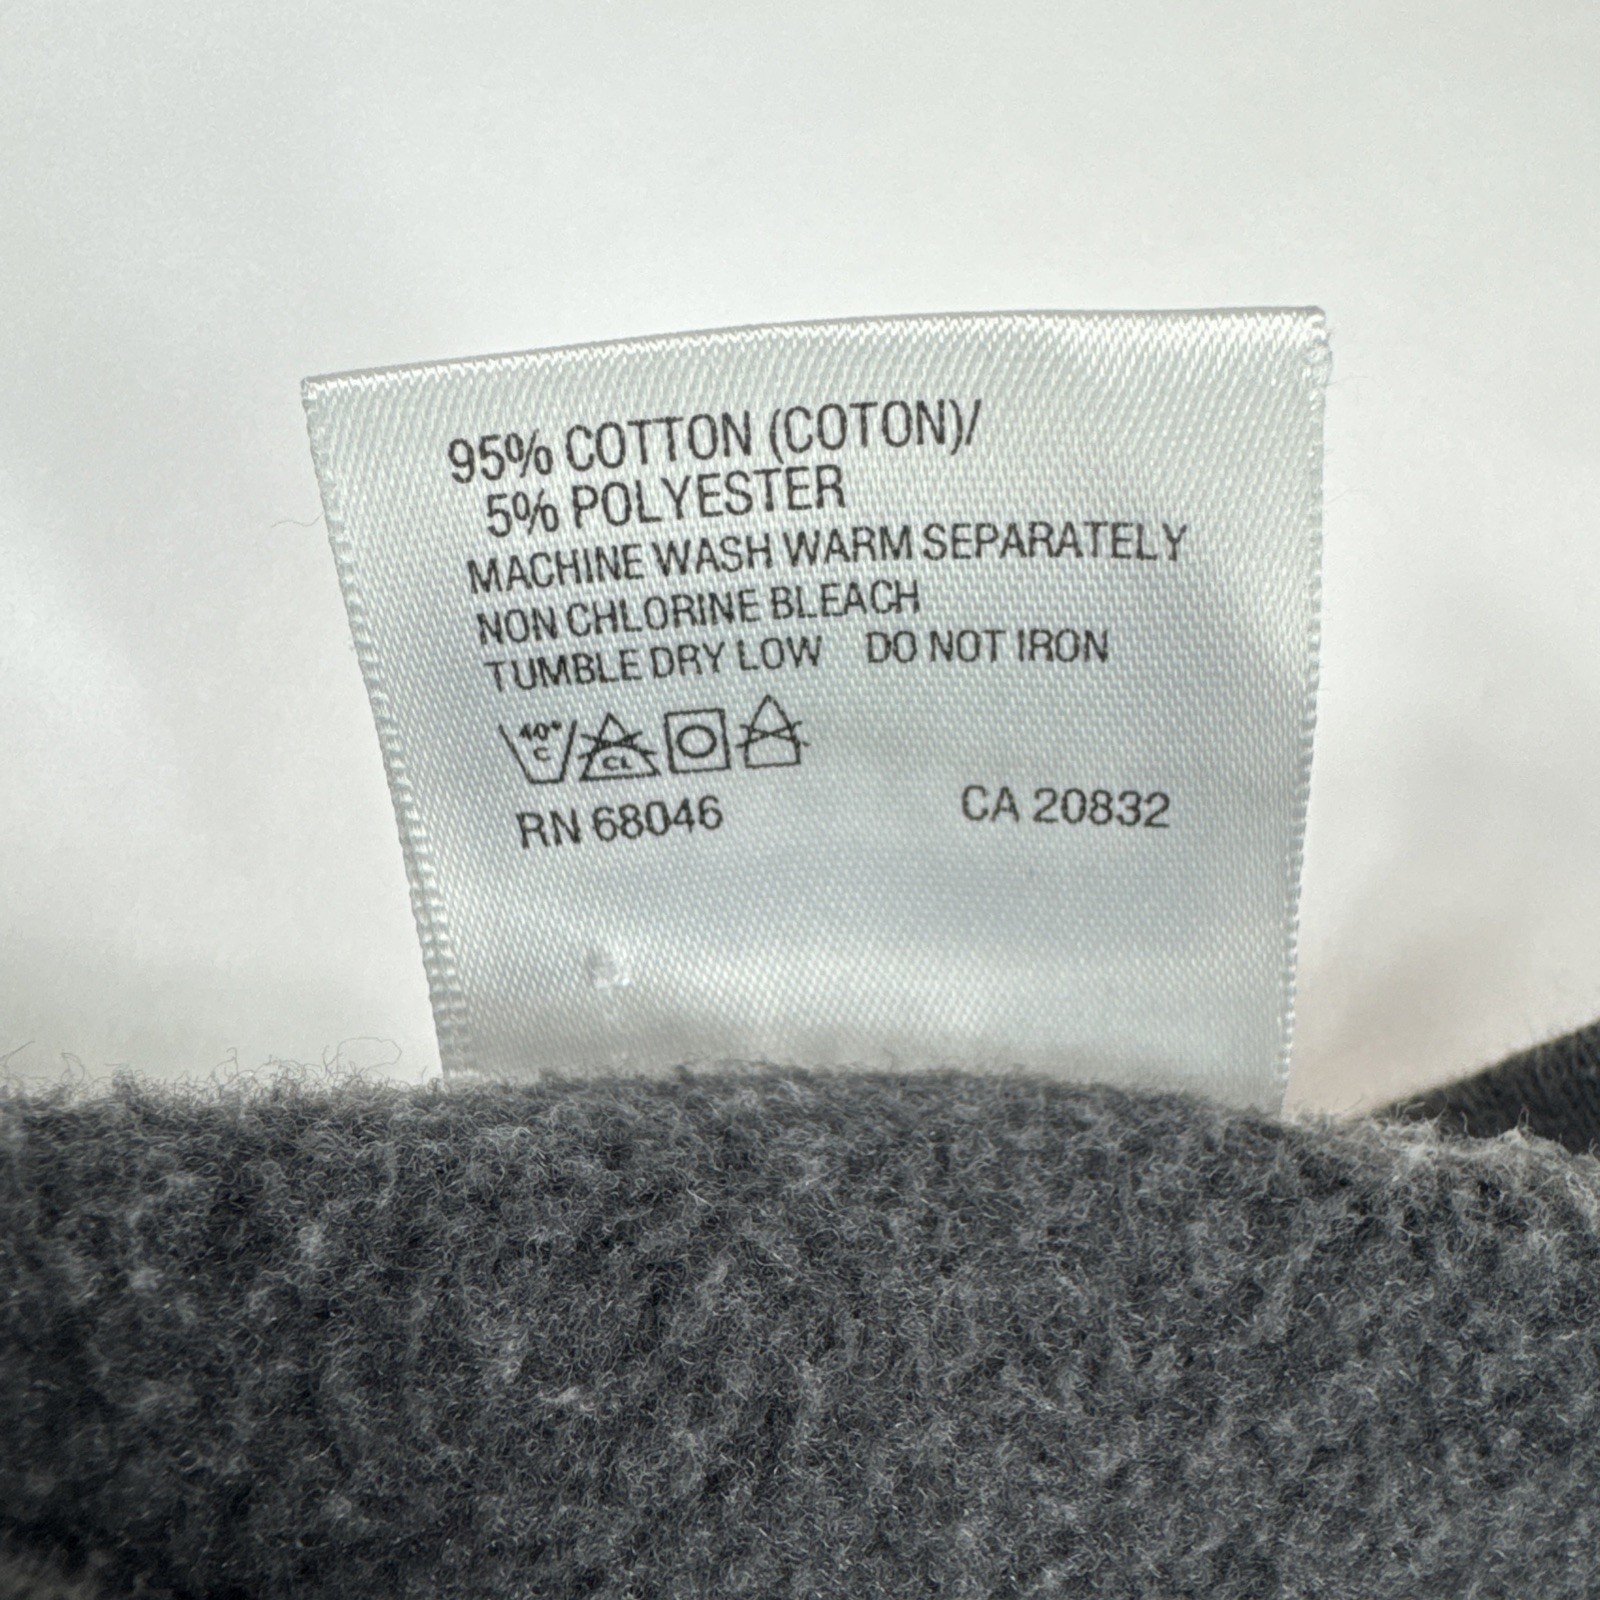 95% COTTON (COTON)/
5% POLYESTER
MACHINE WASH WARM SEPARATELY
NON CHLORINE BLEACH
TUMBLE DRY LOW DO NOT IRON
40° C CL
RN 68046 CA 20832